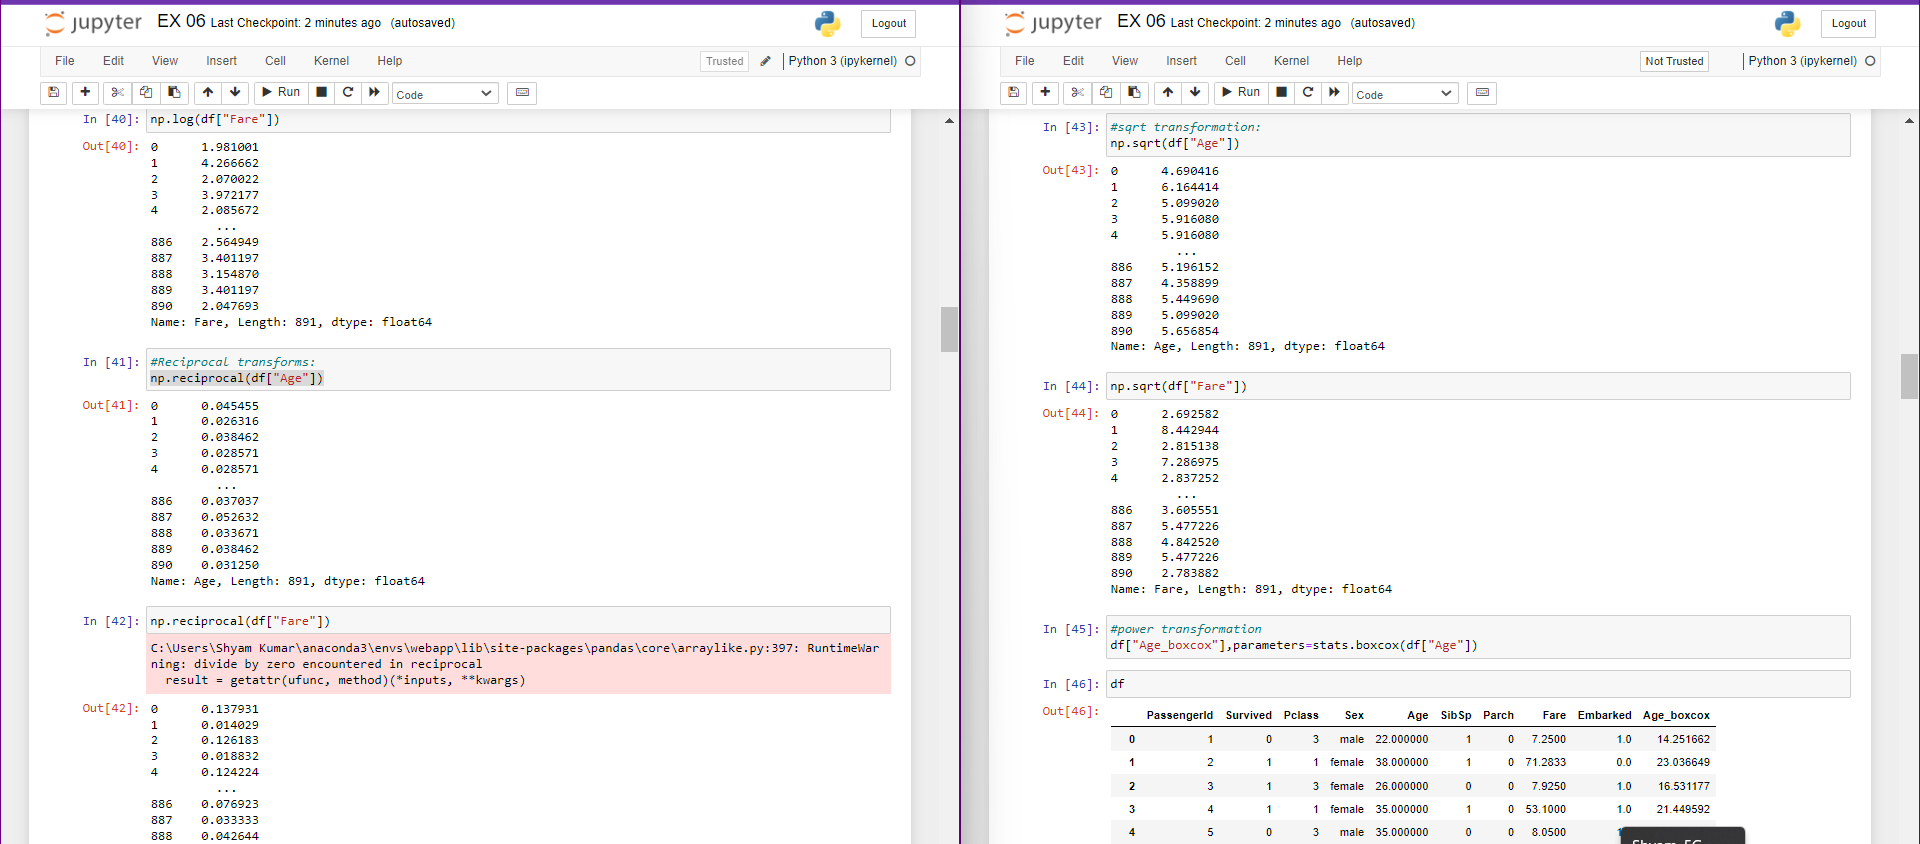 jupyter EX 06 Last Checkpoint: 2 minutes ago (autosaved)
Logout
File Edit View Insert Cell Kernel Help
Trusted Python 3 (ipykernel)
Run Code
In [40]: np.log(df["Fare"])
Out[40]: 0 1.981001
1 4.266662
2 2.070022
3 3.972177
4 2.085672
...
886 2.564949
887 3.401197
888 3.154870
889 3.401197
890 2.047693
Name: Fare, Length: 891, dtype: float64
In [41]: #Reciprocal transforms:
np.reciprocal(df["Age"])
Out[41]: 0 0.045455
1 0.026316
2 0.038462
3 0.028571
4 0.028571
...
886 0.037037
887 0.052632
888 0.033671
889 0.038462
890 0.031250
Name: Age, Length: 891, dtype: float64
In [42]: np.reciprocal(df["Fare"])
C:\Users\Shyam Kumar\anaconda3\envs\webapp\lib\site-packages\pandas\core\arraylike.py:397: RuntimeWar
ning: divide by zero encountered in reciprocal
result = getattr(ufunc, method)(*inputs, **kwargs)
Out[42]: 0 0.137931
1 0.014029
2 0.126183
3 0.018832
4 0.124224
...
886 0.076923
887 0.033333
888 0.042644
jupyter EX 06 Last Checkpoint: 2 minutes ago (autosaved)
Logout
File Edit View Insert Cell Kernel Help
Not Trusted Python 3 (ipykernel)
Run Code
In [43]: #sqrt transformation:
np.sqrt(df["Age"])
Out[43]: 0 4.690416
1 6.164414
2 5.099020
3 5.916080
4 5.916080
...
886 5.196152
887 4.358899
888 5.449690
889 5.099020
890 5.656854
Name: Age, Length: 891, dtype: float64
In [44]: np.sqrt(df["Fare"])
Out[44]: 0 2.692582
1 8.442944
2 2.815138
3 7.286975
4 2.837252
...
886 3.605551
887 5.477226
888 4.842520
889 5.477226
890 2.783882
Name: Fare, Length: 891, dtype: float64
In [45]: #power transformation
df["Age_boxcox"],parameters=stats.boxcox(df["Age"])
In [46]: df
Out[46]: PassengerId Survived Pclass Sex Age SibSp Parch Fare Embarked Age_boxcox
0 1 0 3 male 22.000000 1 0 7.2500 1.0 14.251662
1 2 1 1 female 38.000000 1 0 71.2833 0.0 23.036649
2 3 1 3 female 26.000000 0 0 7.9250 1.0 16.531177
3 4 1 1 female 35.000000 1 0 53.1000 1.0 21.449592
4 5 0 3 male 35.000000 0 0 8.0500